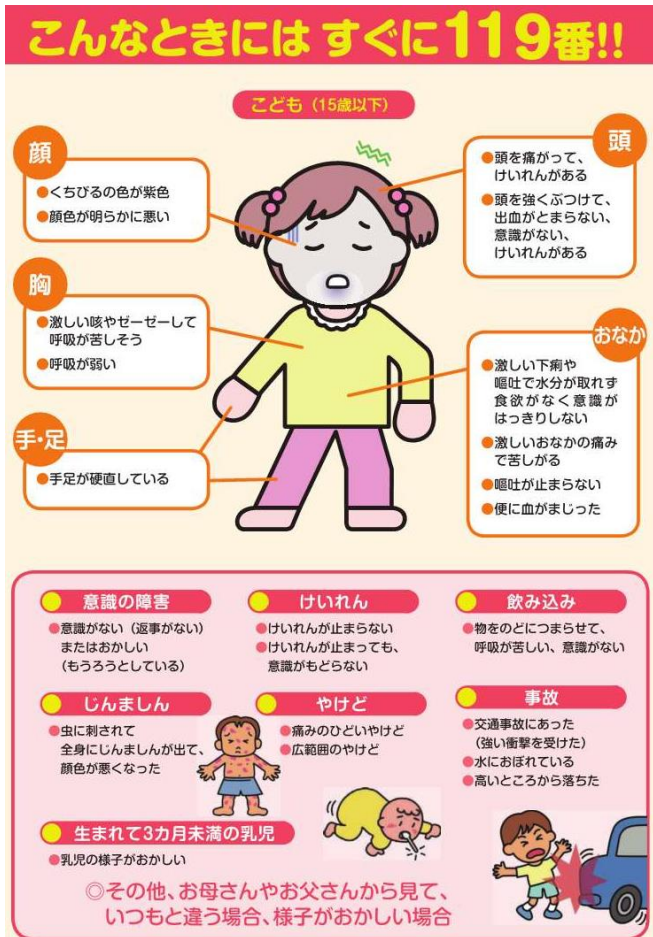 こんなときには すぐに119番!!
こども（15歳以下）
顔
●くちびるの色が紫色
●顔色が明らかに悪い
頭
●頭を痛がって、
けいれんがある
●頭を強くぶつけて、
出血がとまらない、
意識がない、
けいれんがある
胸
●激しい咳やゼーゼーして
呼吸が苦しそう
●呼吸が弱い
おなか
●激しい下痢や
嘔吐で水分が取れず
食欲がなく意識が
はっきりしない
●激しいおなかの痛み
で苦しがる
●嘔吐が止まらない
●便に血がまじった
手・足
●手足が硬直している
意識の障害
●意識がない（返事がない）
またはおかしい
（もうろうとしている）
けいれん
●けいれんが止まらない
●けいれんが止まっても、
意識がもどらない
飲み込み
●物をのどにつまらせて、
呼吸が苦しい、意識がない
じんましん
●虫に刺されて
全身にじんましんが出て、
顔色が悪くなった
やけど
●痛みのひどいやけど
●広範囲のやけど
事故
●交通事故にあった
（強い衝撃を受けた）
●水におぼれている
●高いところから落ちた
生まれて3カ月未満の乳児
●乳児の様子がおかしい
◎その他、お母さんやお父さんから見て、
いつもと違う場合、様子がおかしい場合